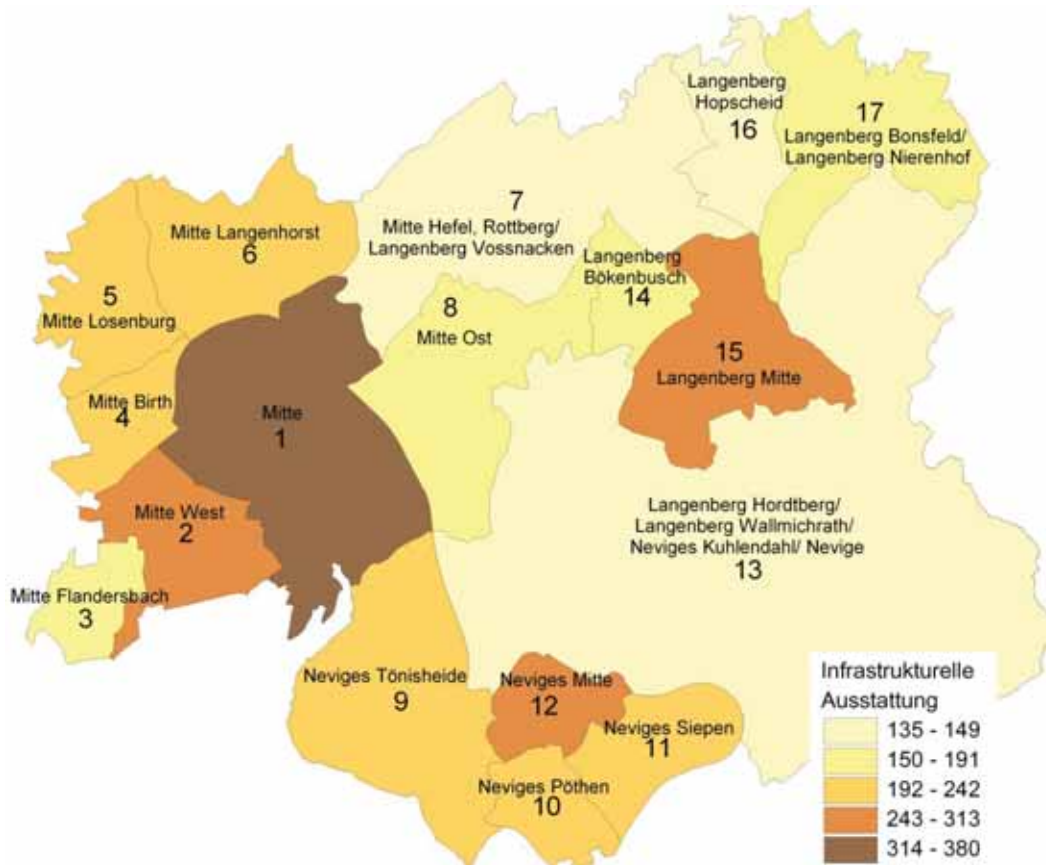 Langenberg
Hopscheid
16
17
Langenberg Bonsfeld/
Langenberg Nierenhof
7
Mitte Hefel, Rottberg/
Langenberg Vossnacken
Mitte Langenhorst
6
Langenberg
Bökenbusch
14
5
Mitte Losenburg
8
Mitte Ost
15
Langenberg Mitte
Mitte Birth
4
Mitte
1
Mitte West
2
Langenberg Hordtberg/
Langenberg Wallmichrath/
Neviges Kuhlendahl/ Nevige
13
Mitte Flandersbach
3
Neviges Tönisheide
9
Neviges Mitte
12
Neviges Siepen
11
Neviges Pöthen
10
Infrastrukturelle
Ausstattung
135 - 149
150 - 191
192 - 242
243 - 313
314 - 380